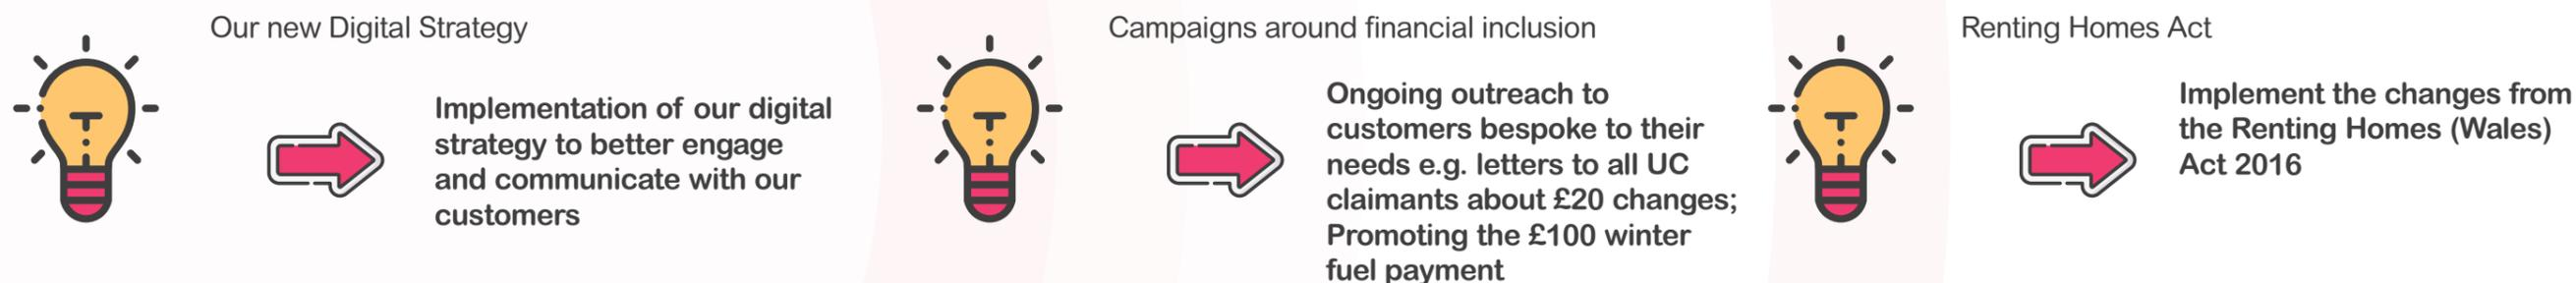 Our new Digital Strategy
Implementation of our digital
strategy to better engage
and communicate with our
customers
Campaigns around financial inclusion
Ongoing outreach to
customers bespoke to their
needs e.g. letters to all UC
claimants about £20 changes;
Promoting the £100 winter
fuel payment
Renting Homes Act
Implement the changes from
the Renting Homes (Wales)
Act 2016